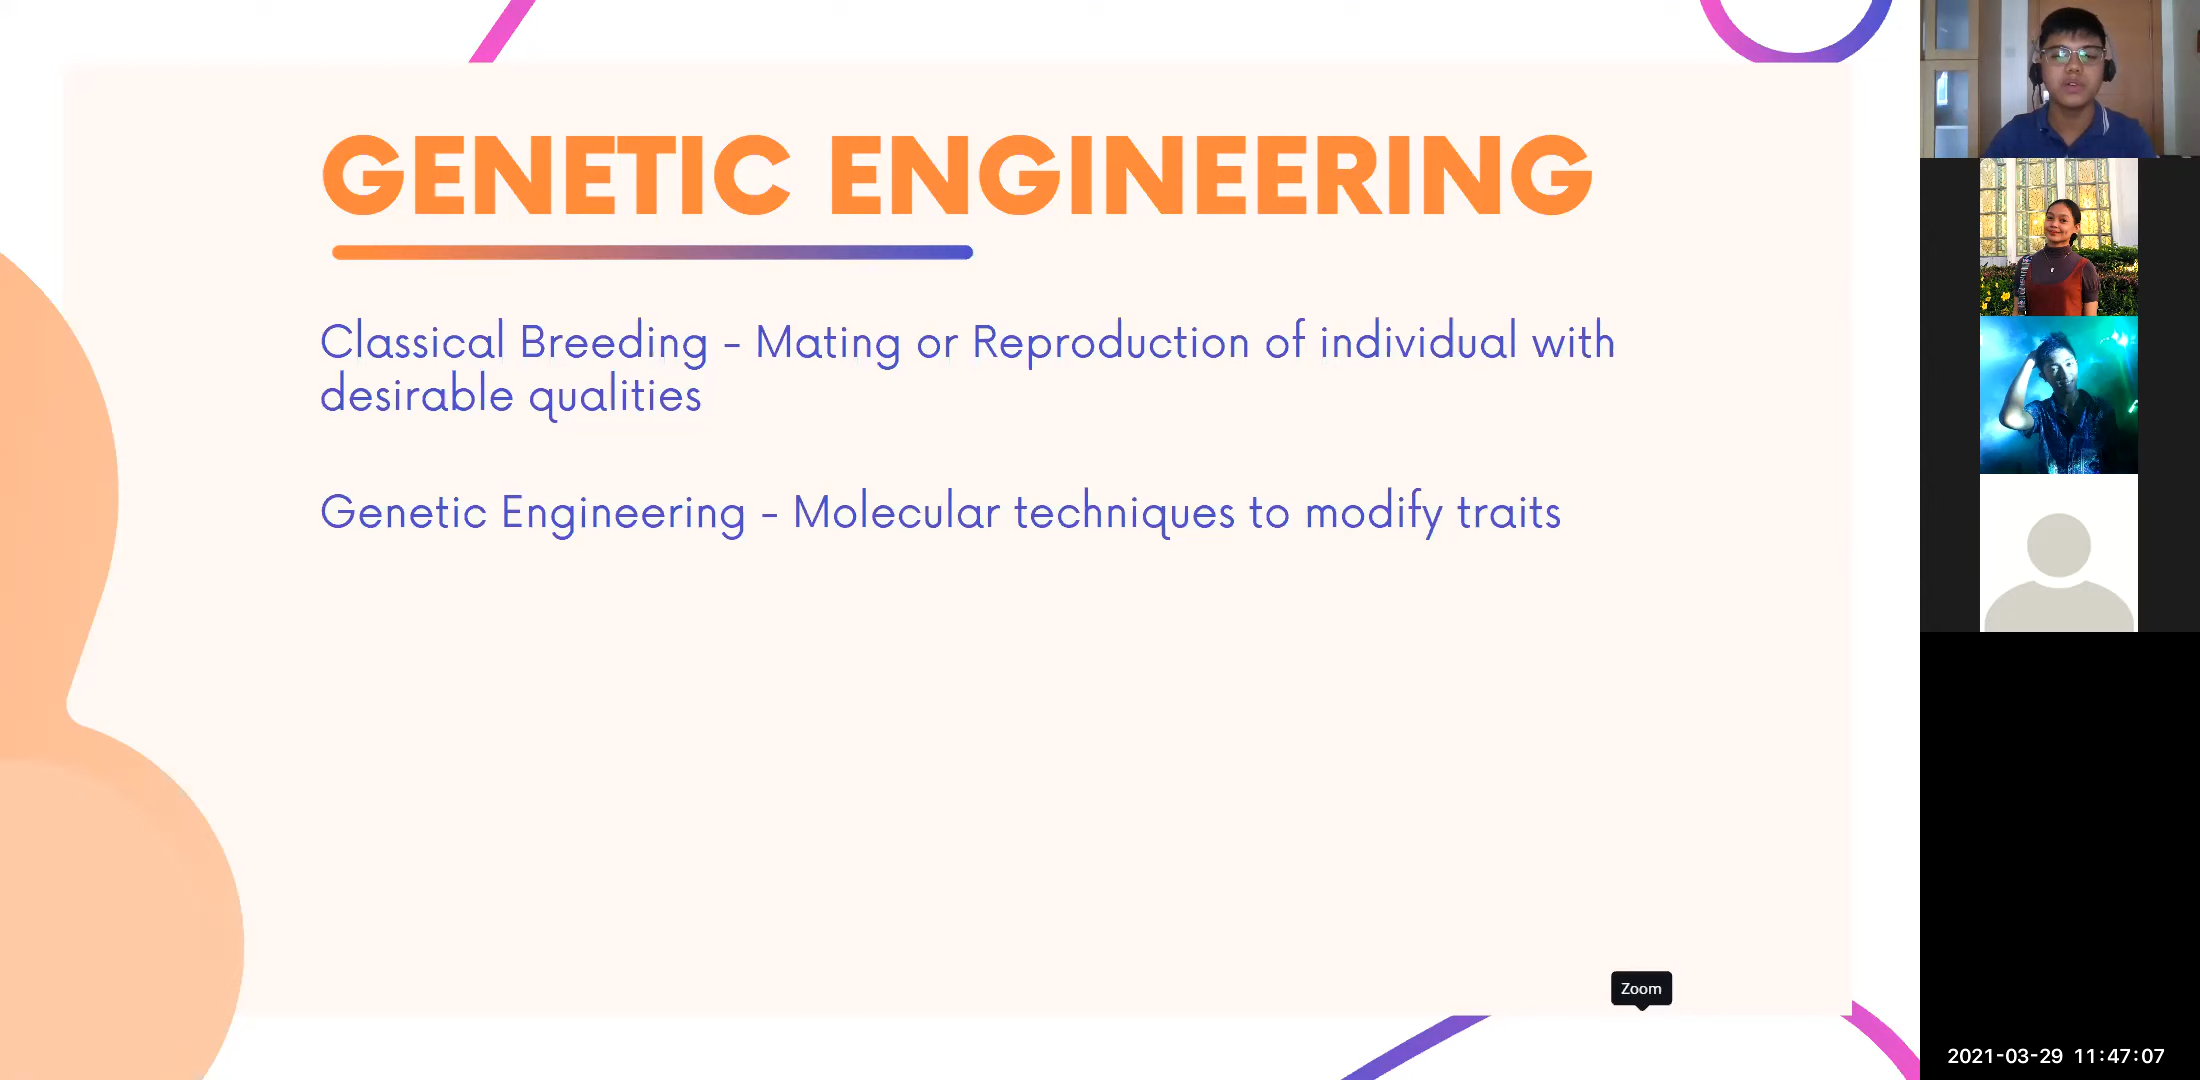 GENETIC ENGINEERING
Classical Breeding - Mating or Reproduction of individual with
desirable qualities
Genetic Engineering - Molecular techniques to modify traits
Zoom
2021-03-29 11:47:07